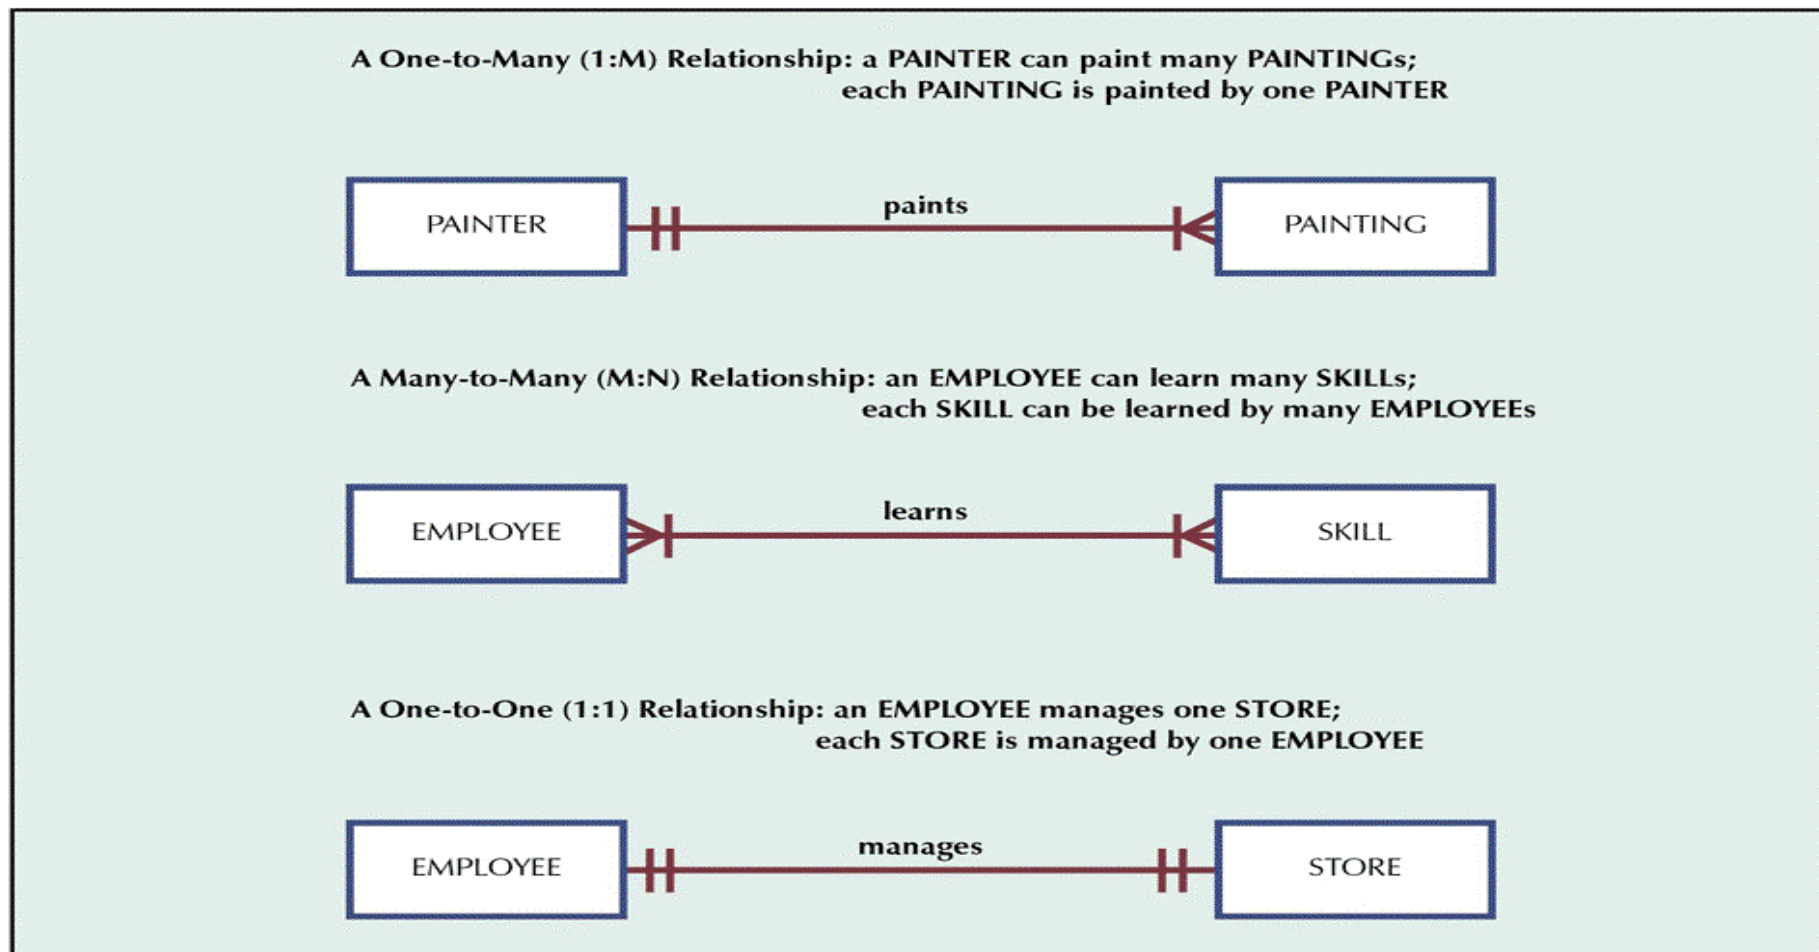 A One-to-Many (1:M) Relationship: a PAINTER can paint many PAINTINGs;
each PAINTING is painted by one PAINTER
PAINTER
paints
PAINTING
A Many-to-Many (M:N) Relationship: an EMPLOYEE can learn many SKILLs;
each SKILL can be learned by many EMPLOYEEs
EMPLOYEE
learns
SKILL
A One-to-One (1:1) Relationship: an EMPLOYEE manages one STORE;
each STORE is managed by one EMPLOYEE
EMPLOYEE
manages
STORE